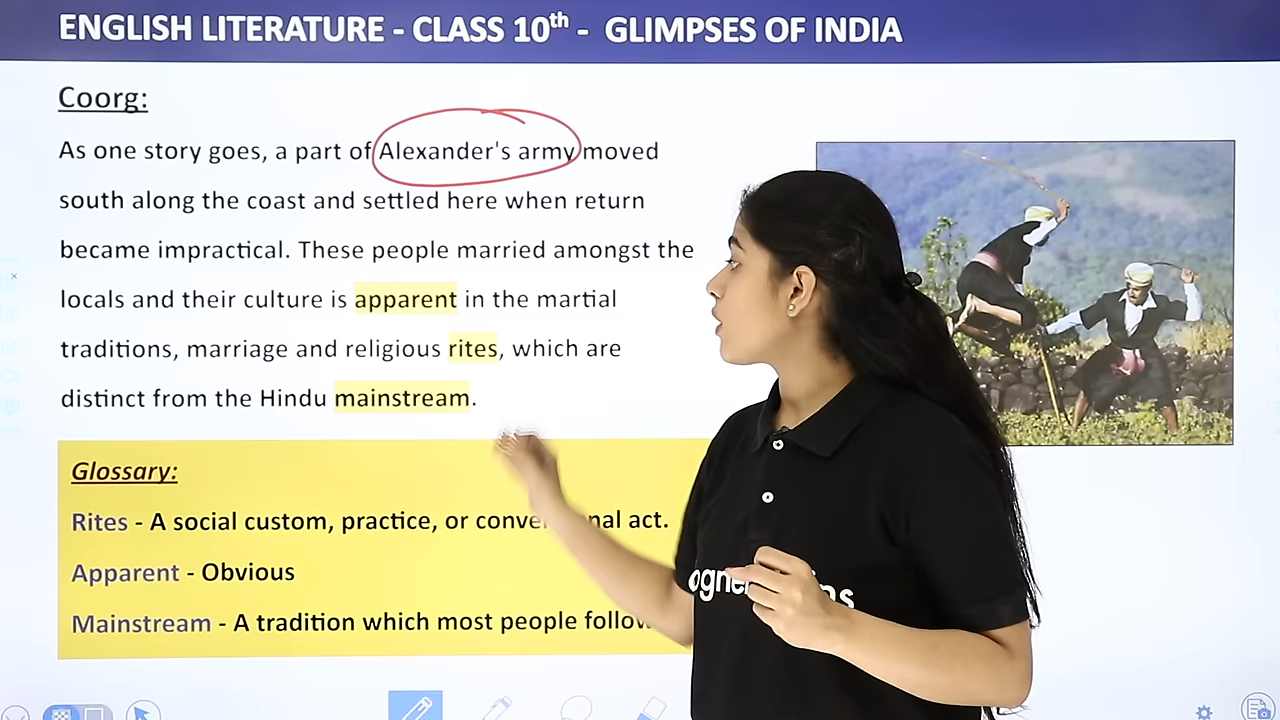 ENGLISH LITERATURE - CLASS 10th - GLIMPSES OF INDIA
Coorg:
As one story goes, a part of Alexander's army moved
south along the coast and settled here when return
became impractical. These people married amongst the
locals and their culture is apparent in the martial
traditions, marriage and religious rites, which are
distinct from the Hindu mainstream.
Glossary:
Rites - A social custom, practice, or act.
Apparent - Obvious
Mainstream - A tradition which most people follow